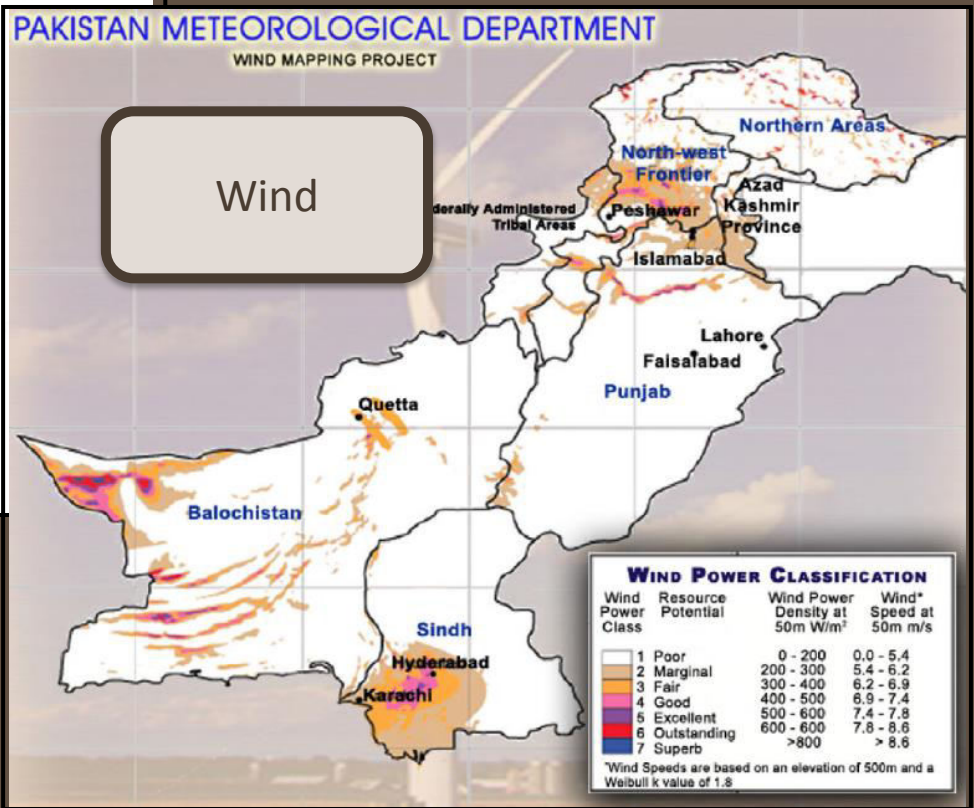 PAKISTAN METEOROLOGICAL DEPARTMENT
WIND MAPPING PROJECT
Wind
Northern Areas
North-west
Frontier
Azad
Kashmir
Province
derally Administered
Tribal Areas
Peshawar
Islamabad
Lahore
Faisalabad
Punjab
Quetta
Balochistan
Sindh
Hyderabad
Karachi
WIND POWER CLASSIFICATION
Wind Power Class Resource Potential Wind Power Density at 50m W/m² Wind* Speed at 50m m/s
1 Poor 0 - 200 0.0 - 5.4
2 Marginal 200 - 300 5.4 - 6.2
3 Fair 300 - 400 6.2 - 6.9
4 Good 400 - 500 6.9 - 7.4
5 Excellent 500 - 600 7.4 - 7.8
6 Outstanding 600 - 600 7.8 - 8.6
7 Superb >800 > 8.6
*Wind Speeds are based on an elevation of 500m and a
Weibull k value of 1.8